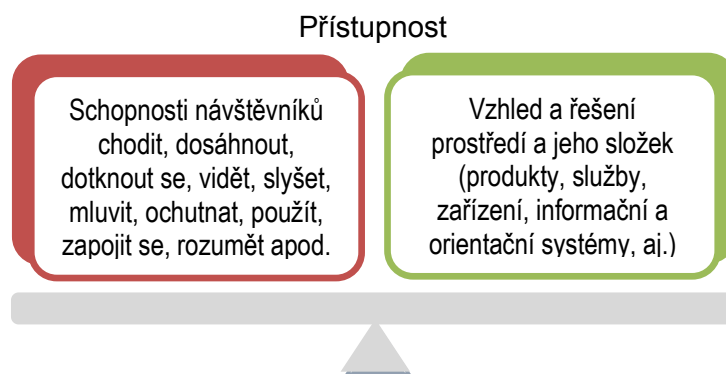 Přístupnost
Schopnosti návštěvníků
chodit, dosáhnout,
dotknout se, vidět, slyšet,
mluvit, ochutnat, použít,
zapojit se, rozumět apod.
Vzhled a řešení
prostředí a jeho složek
(produkty, služby,
zařízení, informační a
orientační systémy, aj.)